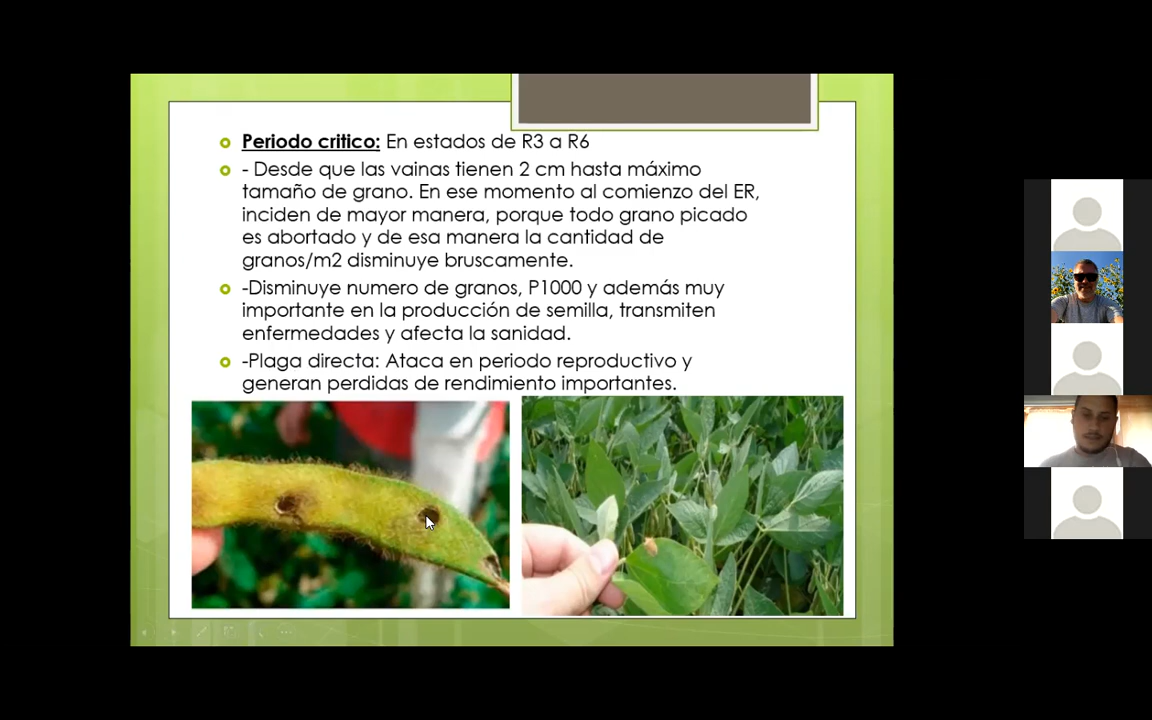 Periodo critico: En estados de R3 a R6
- Desde que las vainas tienen 2 cm hasta máximo
tamaño de grano. En ese momento al comienzo del ER,
inciden de mayor manera, porque todo grano picado
es abortado y de esa manera la cantidad de
granos/m2 disminuye bruscamente.
-Disminuye numero de granos, P1000 y además muy
importante en la producción de semilla, transmiten
enfermedades y afecta la sanidad.
-Plaga directa: Ataca en periodo reproductivo y
generan perdidas de rendimiento importantes.